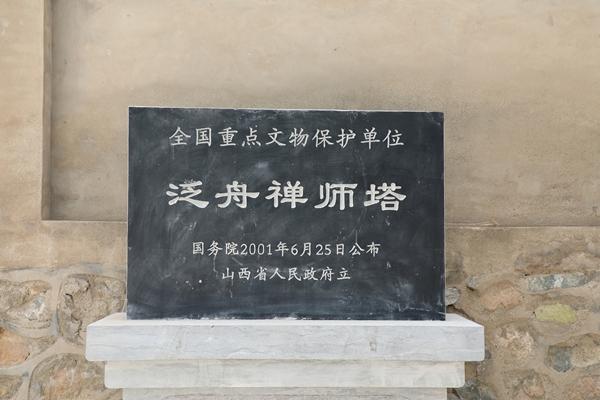 全国重点文物保护单位
泛舟禅师塔
国务院2001年6月25日公布
山西省人民政府立